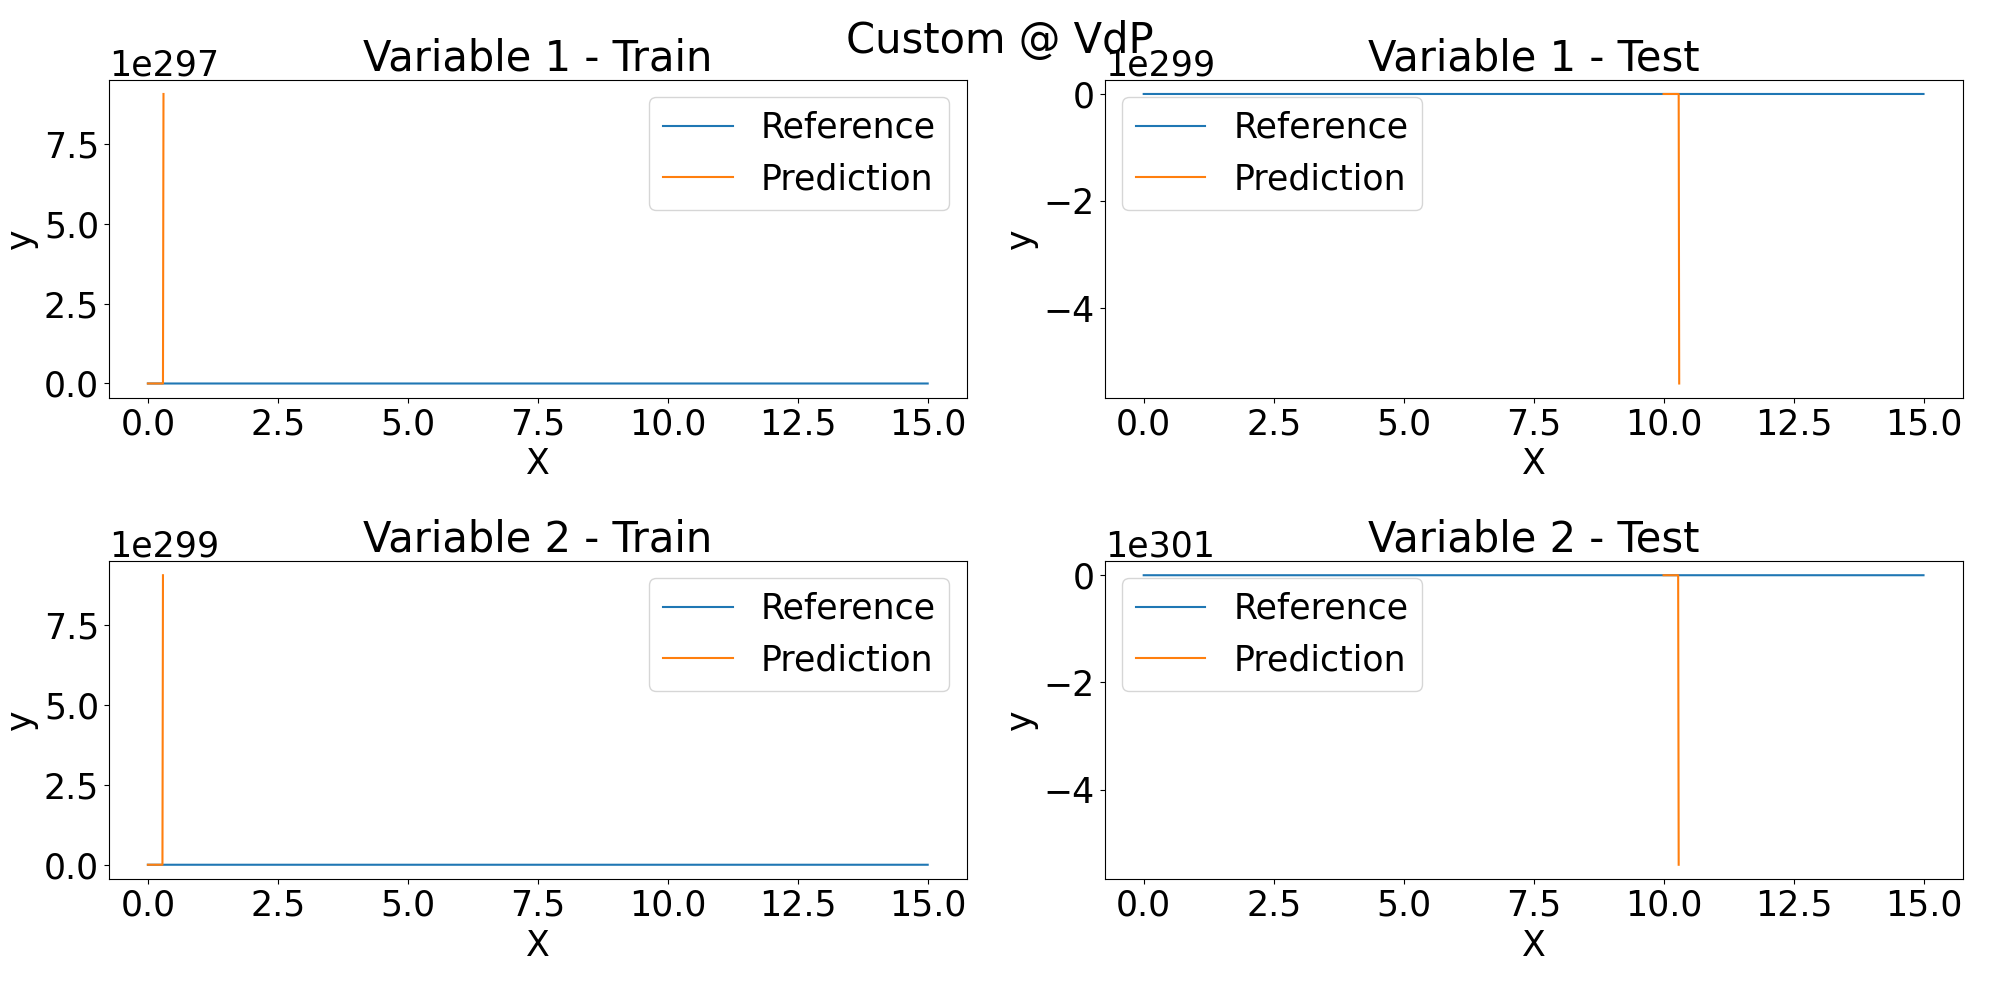 Custom @ VdP
Variable 1 - Train
1e297
7.5
5.0
2.5
0.0
y
0.0 2.5 5.0 7.5 10.0 12.5 15.0
X
Reference
Prediction
Variable 1 - Test
1e299
0
−2
−4
y
0.0 2.5 5.0 7.5 10.0 12.5 15.0
X
Reference
Prediction
Variable 2 - Train
1e299
7.5
5.0
2.5
0.0
y
0.0 2.5 5.0 7.5 10.0 12.5 15.0
X
Reference
Prediction
Variable 2 - Test
1e301
0
−2
−4
y
0.0 2.5 5.0 7.5 10.0 12.5 15.0
X
Reference
Prediction